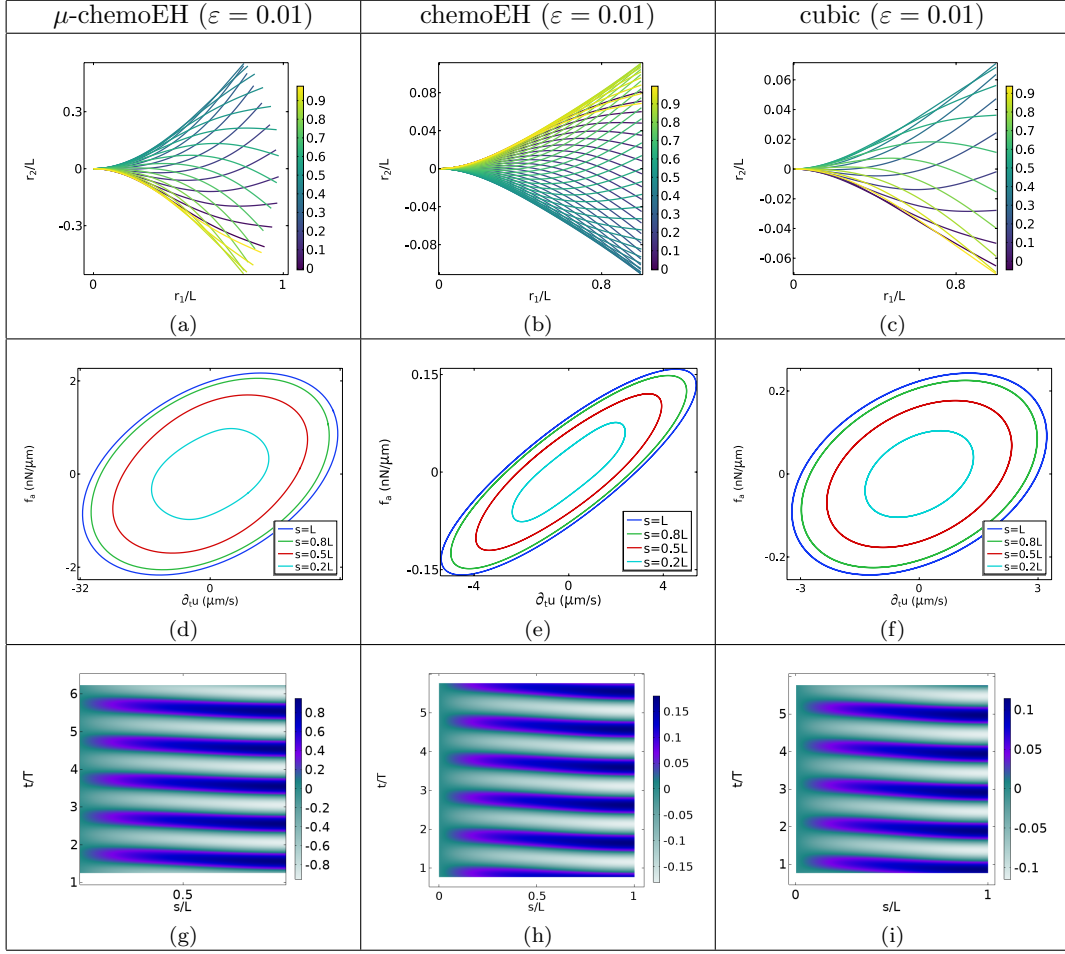 μ-chemoEH (ε = 0.01)
chemoEH (ε = 0.01)
cubic (ε = 0.01)
r₂/L
0.3
0
-0.3
0
1
r₁/L
0.9
0.8
0.7
0.6
0.5
0.4
0.3
0.2
0.1
0
(a)
r₂/L
0.08
0.04
0
-0.04
-0.08
0
0.8
r₁/L
0.9
0.8
0.7
0.6
0.5
0.4
0.3
0.2
0.1
0
(b)
r₂/L
0.06
0.04
0.02
0
-0.02
-0.04
-0.06
0
0.8
r₁/L
0.9
0.8
0.7
0.6
0.5
0.4
0.3
0.2
0.1
0
(c)
fₐ (nN/μm)
2
0
-2
-32
0
∂ₜu (μm/s)
s=L
s=0.8L
s=0.5L
s=0.2L
(d)
fₐ (nN/μm)
0.15
0
-0.15
-4
0
4
∂ₜu (μm/s)
s=L
s=0.8L
s=0.5L
s=0.2L
(e)
fₐ (nN/μm)
0.2
0
-0.2
-3
0
3
∂ₜu (μm/s)
s=L
s=0.8L
s=0.5L
s=0.2L
(f)
t/T
6
5
4
3
2
1
0.5
s/L
0.8
0.6
0.4
0.2
0
-0.2
-0.4
-0.6
-0.8
(g)
t/T
5
4
3
2
1
0
0.5
1
s/L
0.15
0.1
0.05
0
-0.05
-0.1
-0.15
(h)
t/T
5
4
3
2
1
0
1
s/L
0.1
0.05
0
-0.05
-0.1
(i)